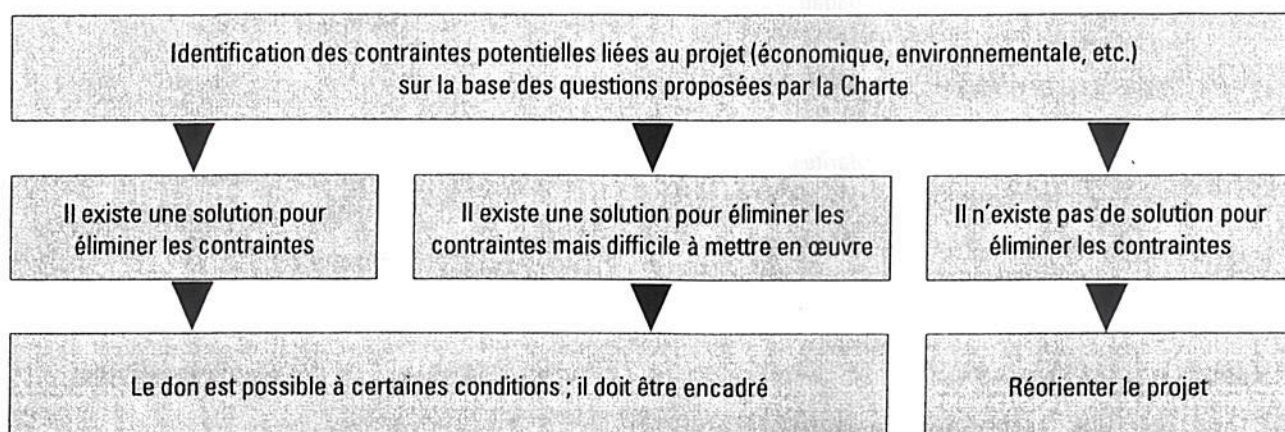 Identification des contraintes potentielles liées au projet (économique, environnementale, etc.)
sur la base des questions proposées par la Charte
Il existe une solution pour
éliminer les contraintes
Il existe une solution pour éliminer les
contraintes mais difficile à mettre en œuvre
Il n'existe pas de solution pour
éliminer les contraintes
Le don est possible à certaines conditions ; il doit être encadré
Réorienter le projet